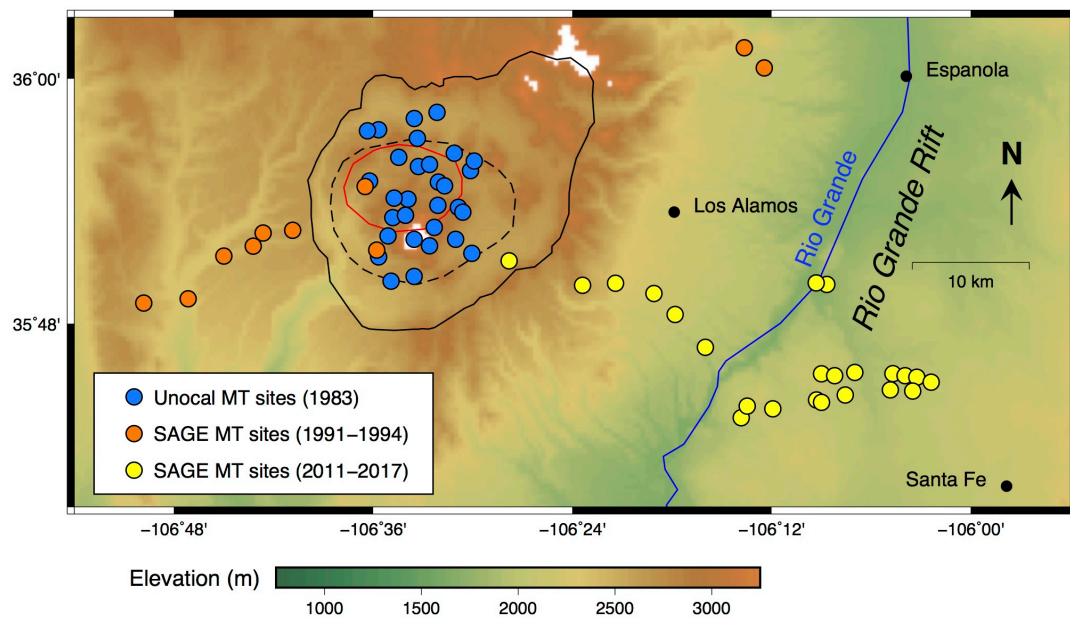 36°00'
35°48'
Espanola
N
Los Alamos
Rio Grande
Rio Grande Rift
10 km
Santa Fe
Unocal MT sites (1983)
SAGE MT sites (1991–1994)
SAGE MT sites (2011–2017)
−106°48' −106°36' −106°24' −106°12' −106°00'
Elevation (m)
1000 1500 2000 2500 3000